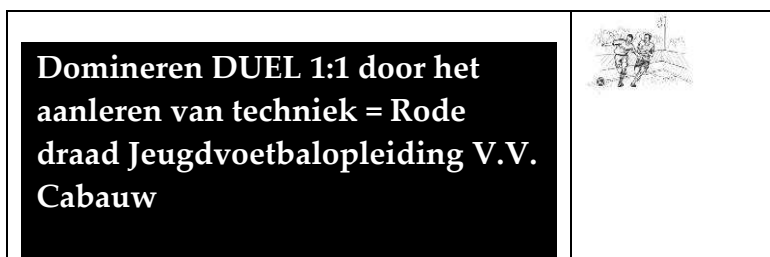 Domineren DUEL 1:1 door het
aanleren van techniek = Rode
draad Jeugdvoetbalopleiding V.V.
Cabauw